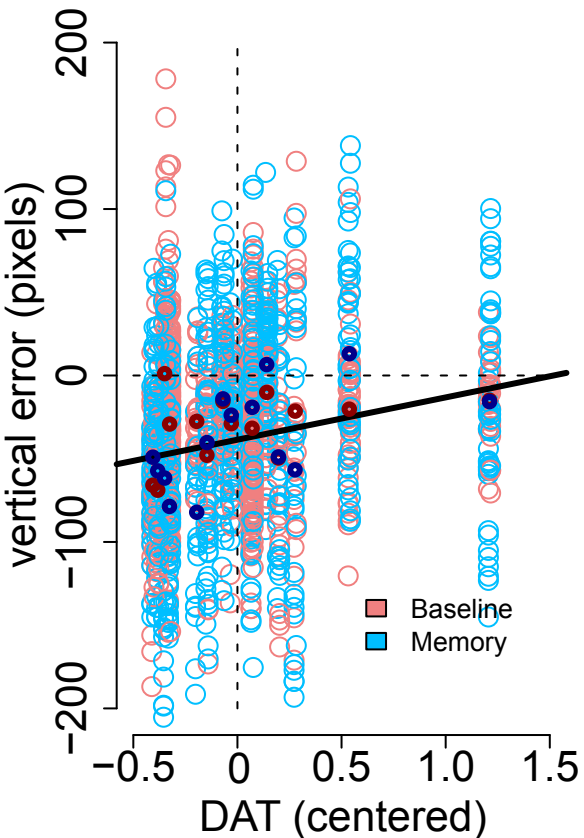 vertical error (pixels)
200
100
0
−100
−200
Baseline
Memory
−0.5 0 0.5 1.0 1.5
DAT (centered)